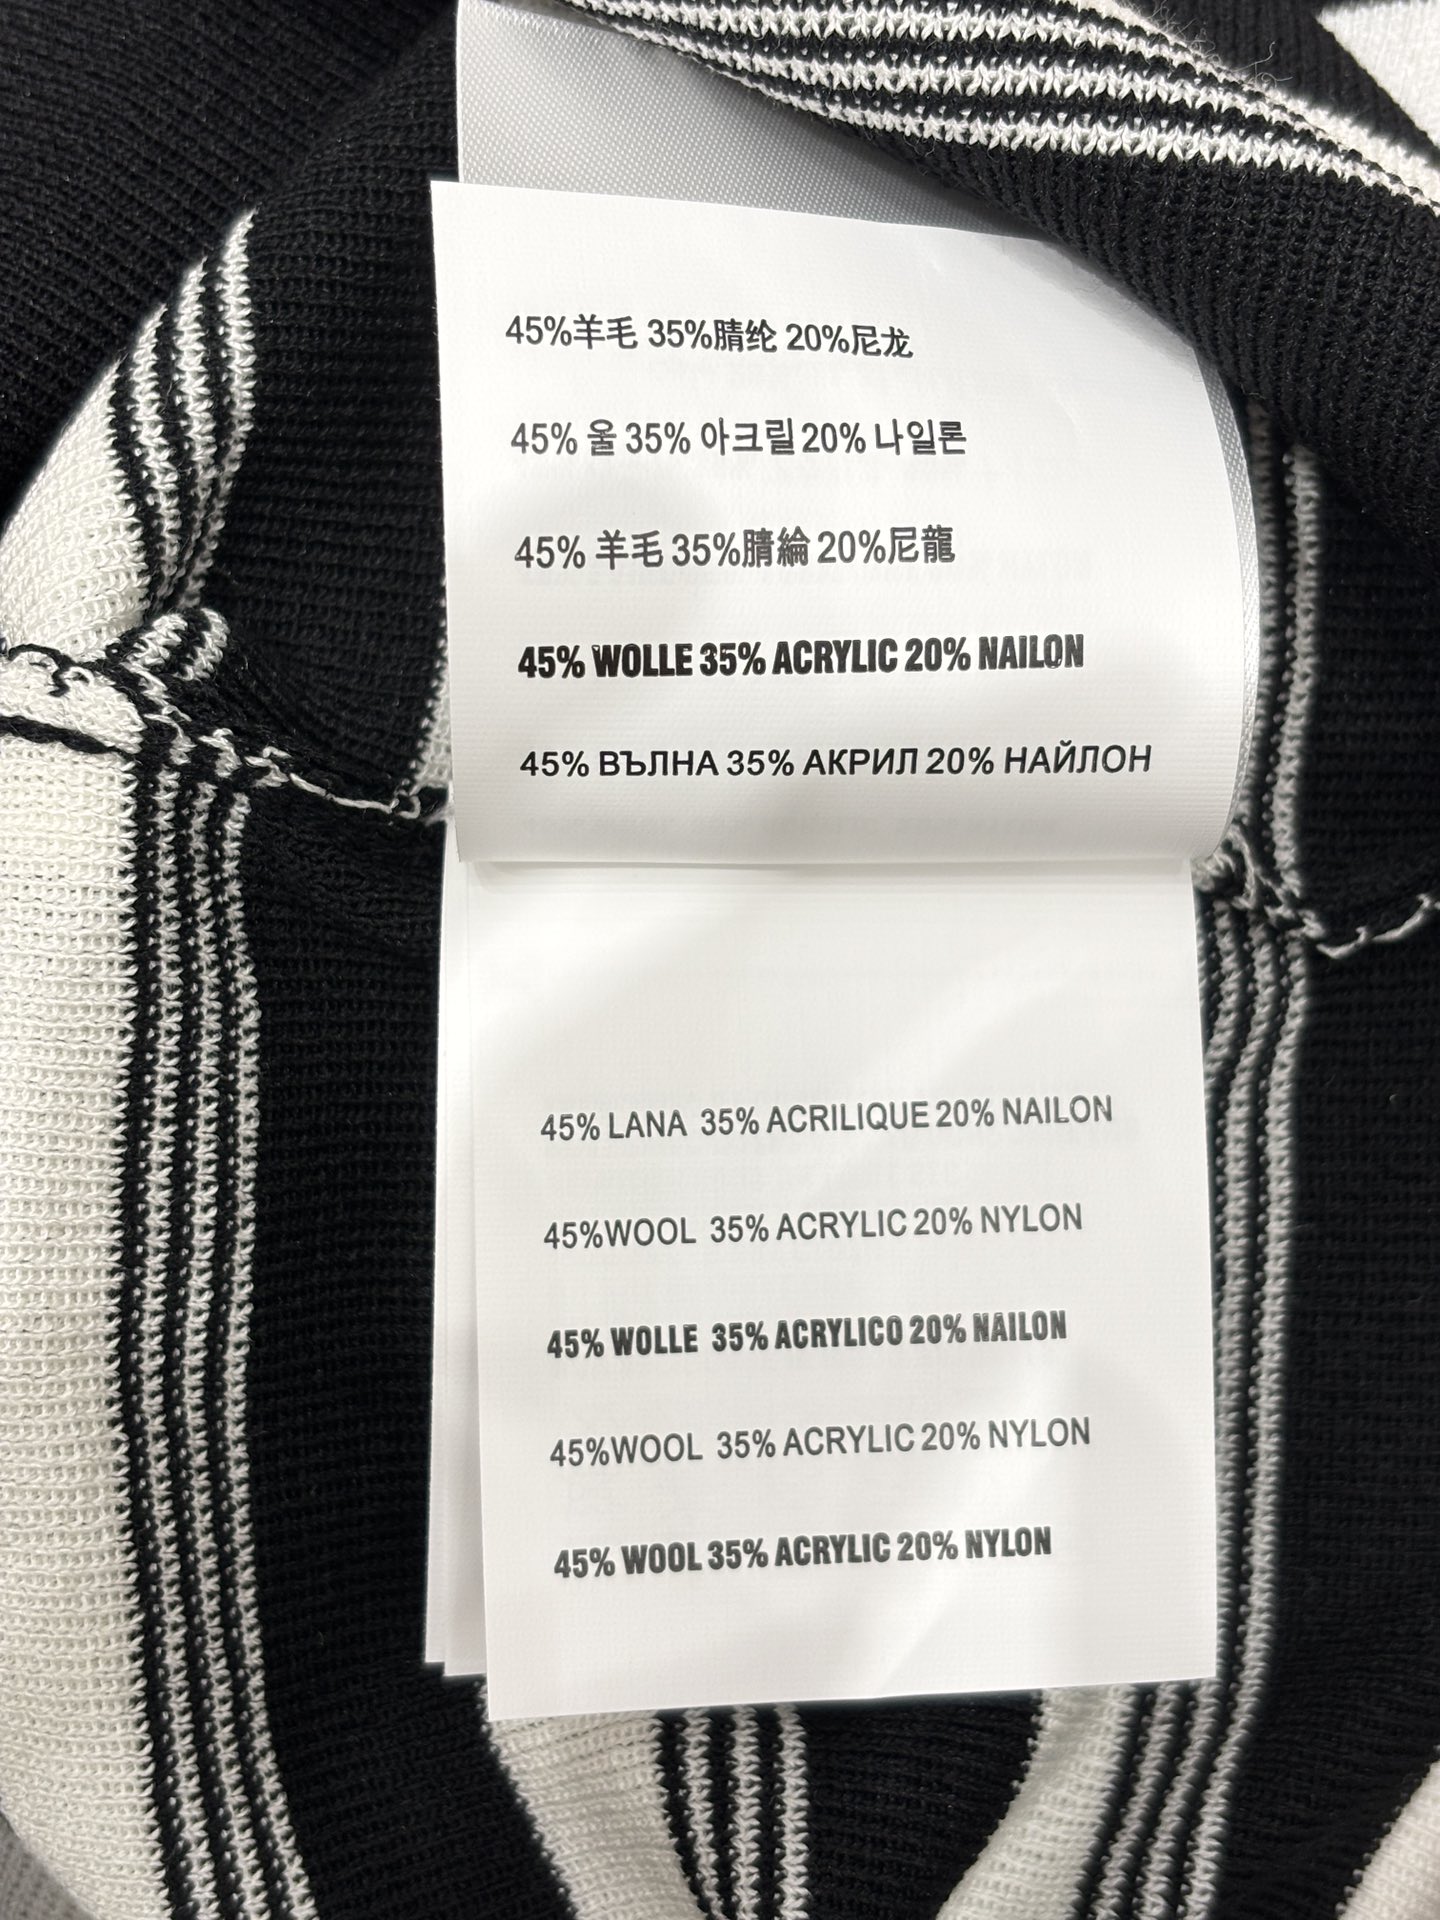 45%羊毛 35%腈纶 20%尼龙
45% 울 35% 아크릴 20% 나일론
45% 羊毛 35%腈綸 20%尼龍
45% WOLLE 35% ACRYLIC 20% NAILON
45% ВЪЛНА 35% АКРИЛ 20% НАЙЛОН
45% LANA 35% ACRILIQUE 20% NAILON
45%WOOL 35% ACRYLIC 20% NYLON
45% WOLLE 35% ACRYLICO 20% NAILON
45%WOOL 35% ACRYLIC 20% NYLON
45% WOOL 35% ACRYLIC 20% NYLON